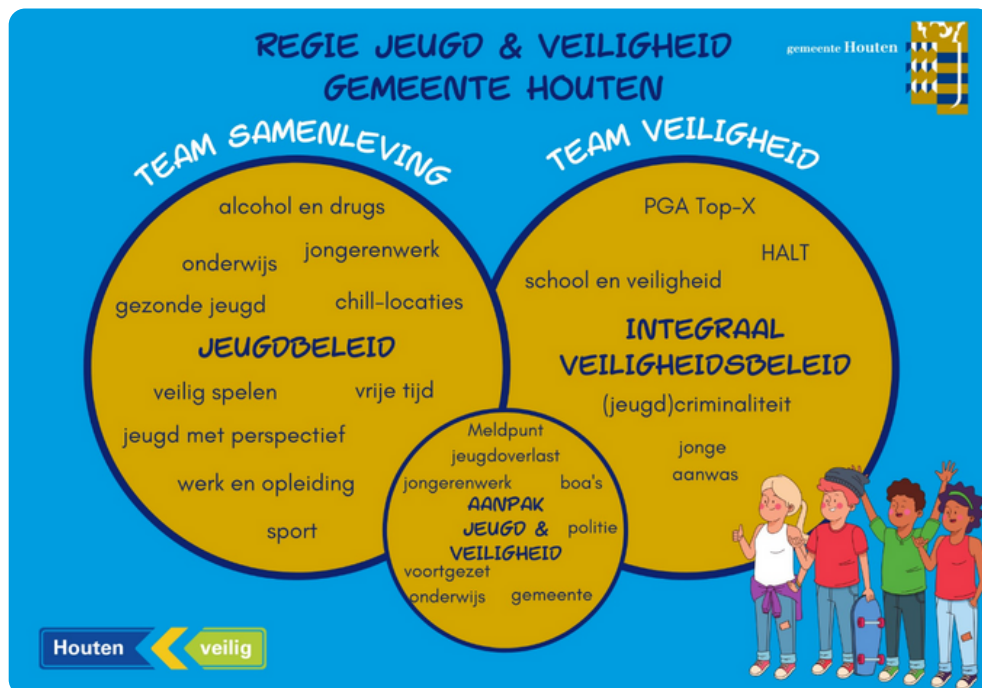 REGIE JEUGD & VEILIGHEID
GEMEENTE HOUTEN
gemeente Houten
TEAM SAMENLEVING
alcohol en drugs
onderwijs
jongerenwerk
gezonde jeugd
chill-locaties
JEUGDBELEID
veilig spelen
vrije tijd
jeugd met perspectief
werk en opleiding
sport
TEAM VEILIGHEID
PGA Top-X
HALT
school en veiligheid
INTEGRAAL
VEILIGHEIDSBELEID
(jeugd)criminaliteit
jonge
aanwas
Meldpunt
jeugdoverlast
jongerenwerk
boa's
AANPAK
JEUGD &
VEILIGHEID
politie
voortgezet
onderwijs
gemeente
Houten
veilig